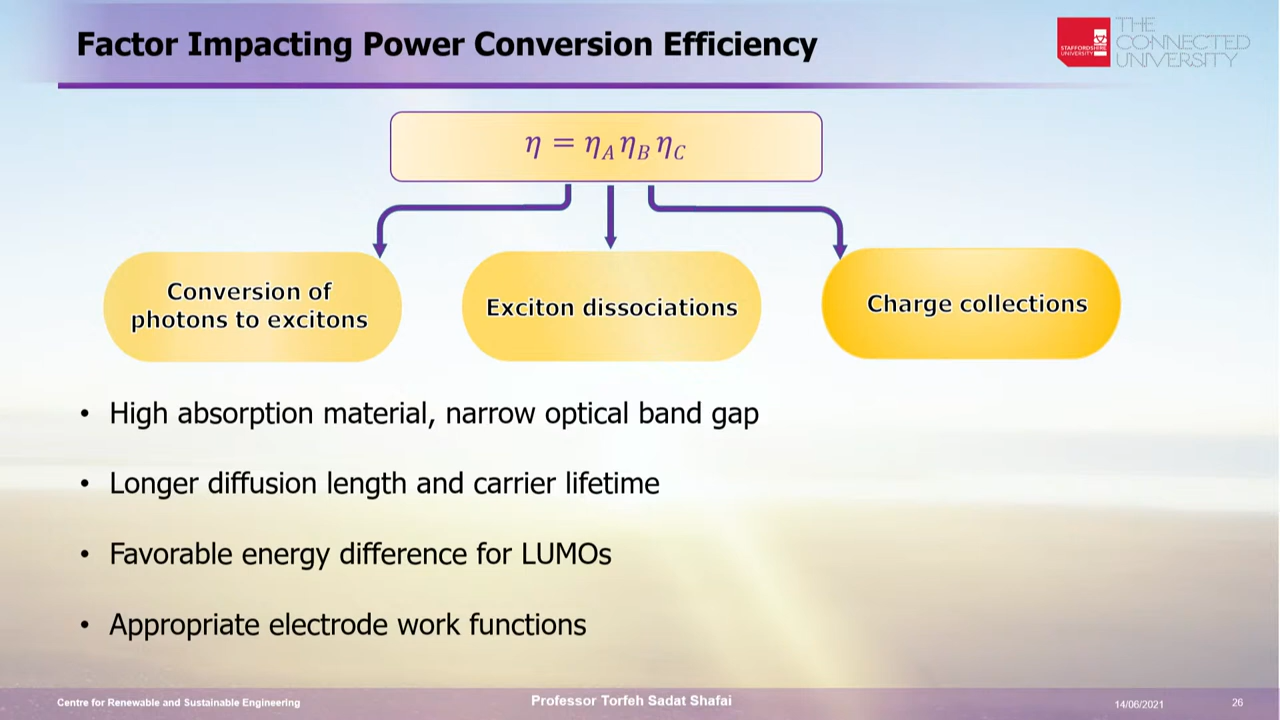 Factor Impacting Power Conversion Efficiency
STAFFORDSHIRE
UNIVERSITY
THE
CONNECTED
UNIVERSITY
η = η_A η_B η_C
Conversion of
photons to excitons
Exciton dissociations
Charge collections
• High absorption material, narrow optical band gap
• Longer diffusion length and carrier lifetime
• Favorable energy difference for LUMOs
• Appropriate electrode work functions
Centre for Renewable and Sustainable Engineering
Professor Torfeh Sadat Shafai
14/06/2021
26